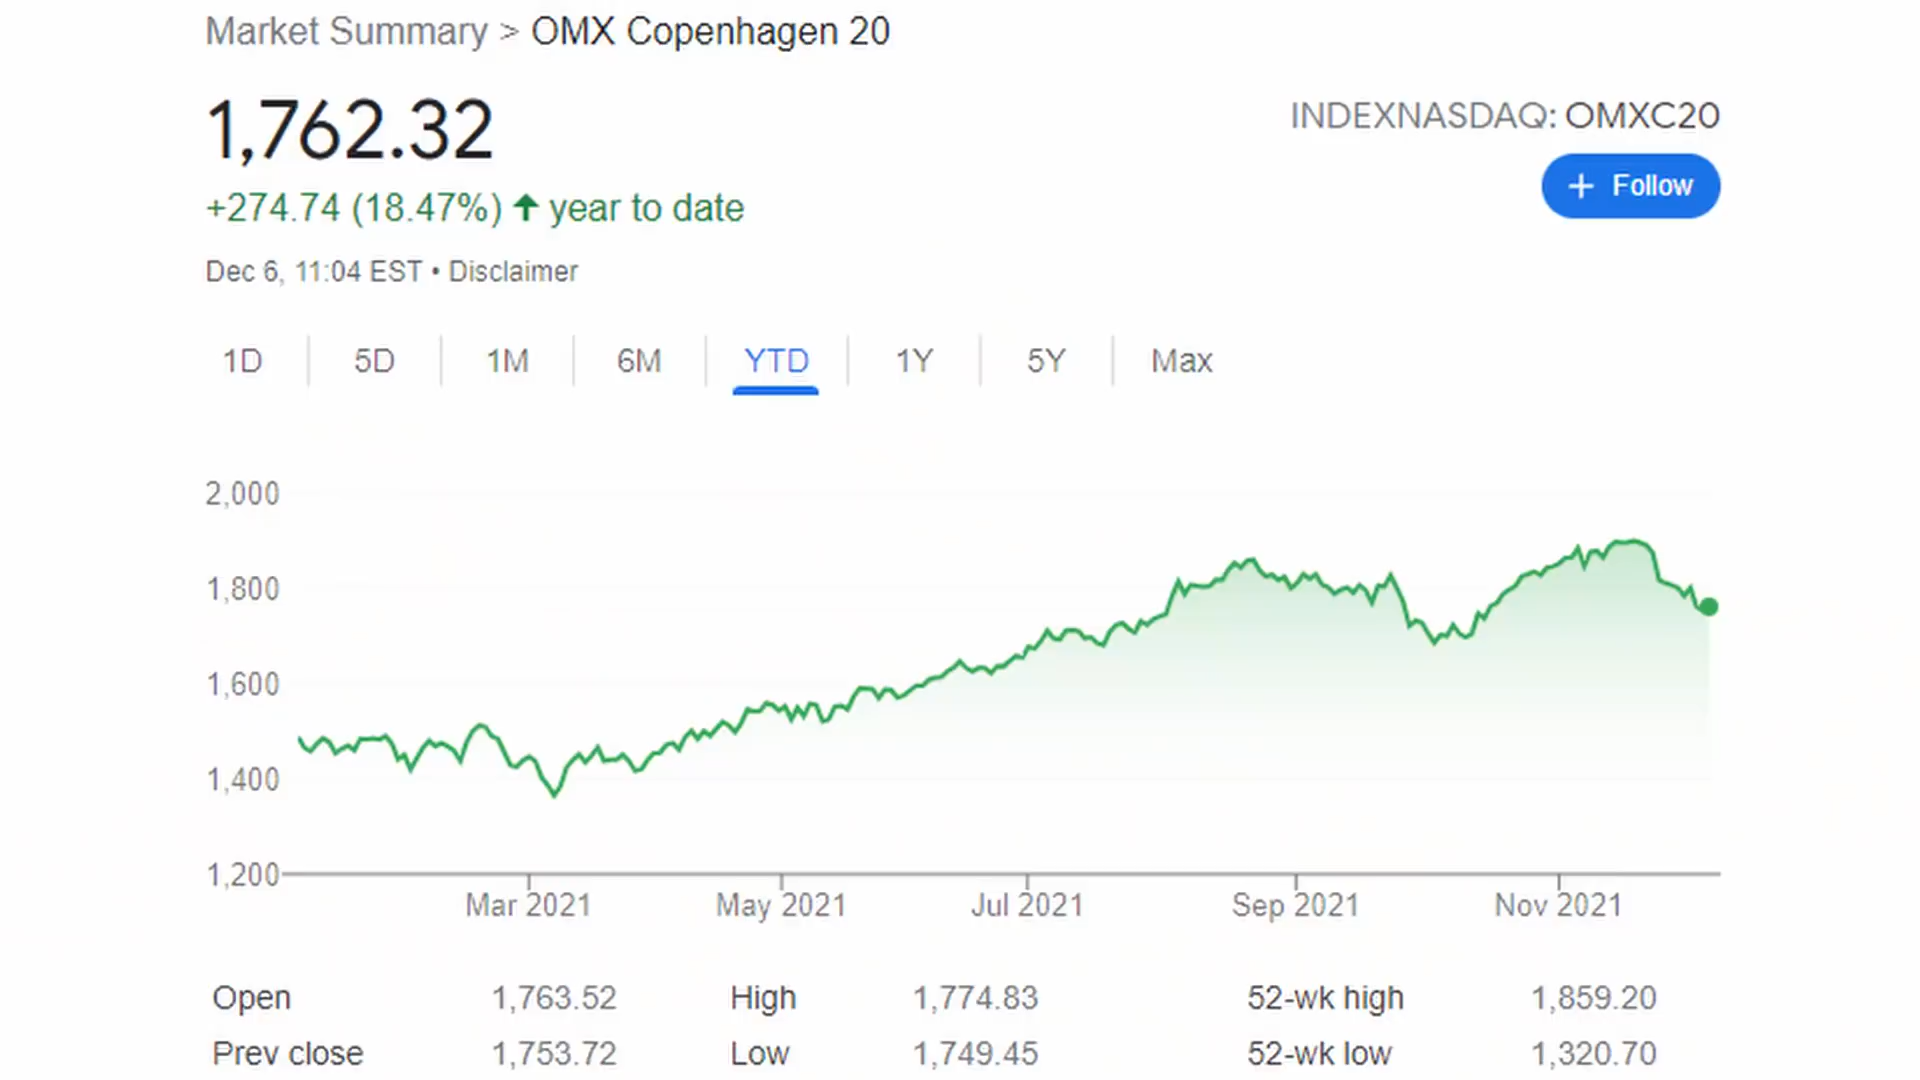 Market Summary > OMX Copenhagen 20
1,762.32
INDEXNASDAQ: OMXC20
+ Follow
+274.74 (18.47%) ↑ year to date
Dec 6, 11:04 EST • Disclaimer
1D 5D 1M 6M YTD 1Y 5Y Max
2,000
1,800
1,600
1,400
1,200
Mar 2021 May 2021 Jul 2021 Sep 2021 Nov 2021
Open 1,763.52 High 1,774.83 52-wk high 1,859.20
Prev close 1,753.72 Low 1,749.45 52-wk low 1,320.70